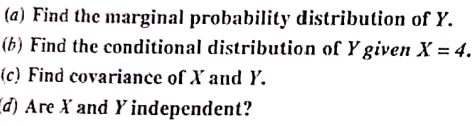 (a) Find the marginal probability distribution of Y.
(b) Find the conditional distribution of Y given X = 4.
(c) Find covariance of X and Y.
d) Are X and Y independent?